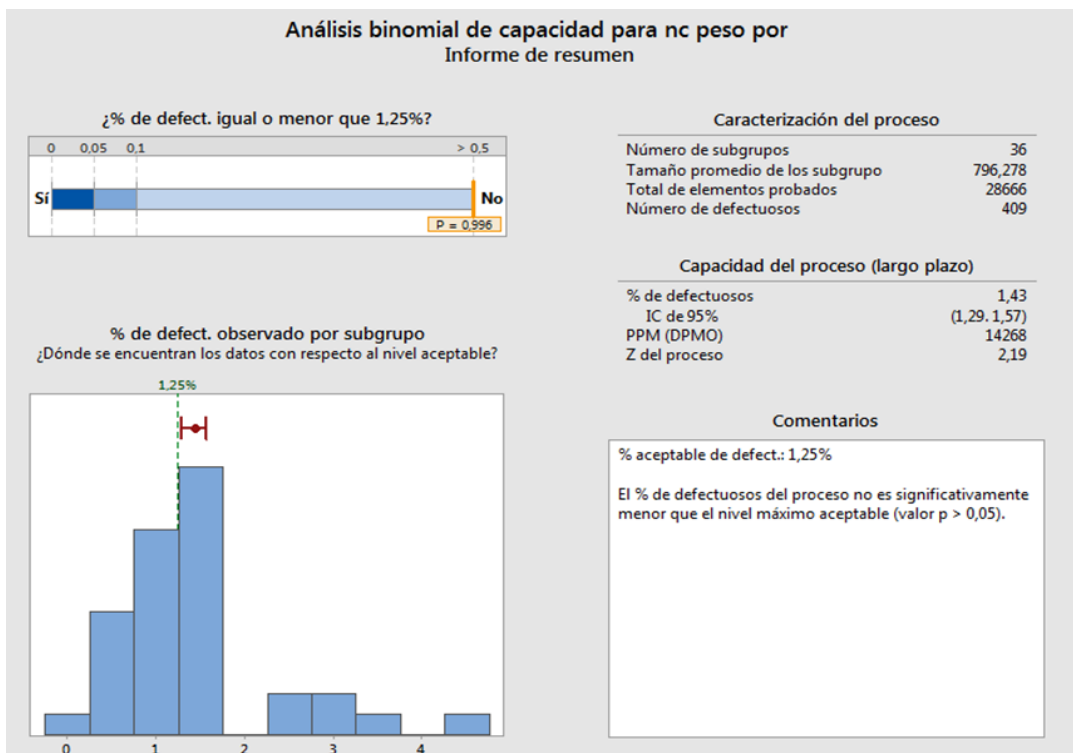 Análisis binomial de capacidad para nc peso por
Informe de resumen
¿% de defect. igual o menor que 1,25%?
0 0,05 0,1 > 0,5
Sí No
P = 0,996
% de defect. observado por subgrupo
¿Dónde se encuentran los datos con respecto al nivel aceptable?
1,25%
0 1 2 3 4
Caracterización del proceso
Número de subgrupos 36
Tamaño promedio de los subgrupo 796,278
Total de elementos probados 28666
Número de defectuosos 409
Capacidad del proceso (largo plazo)
% de defectuosos 1,43
IC de 95% (1,29. 1,57)
PPM (DPMO) 14268
Z del proceso 2,19
Comentarios
% aceptable de defect.: 1,25%
El % de defectuosos del proceso no es significativamente
menor que el nivel máximo aceptable (valor p > 0,05).